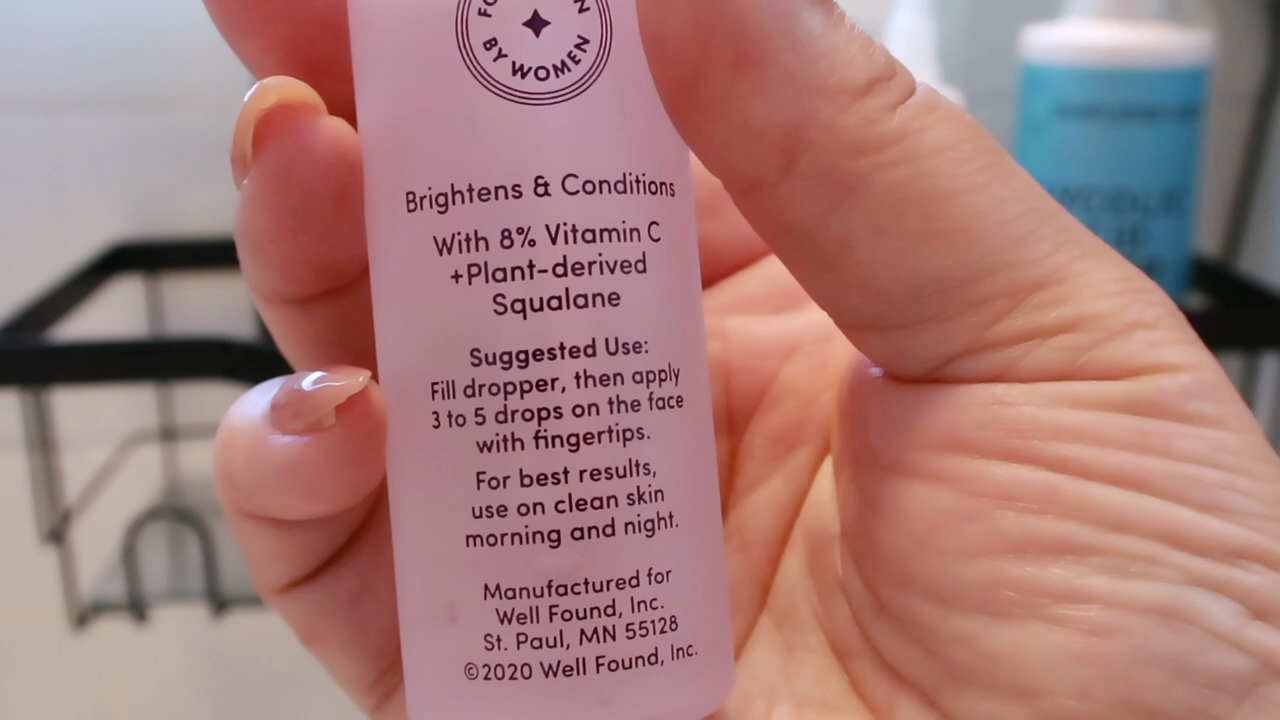 BY WOMEN
Brightens & Conditions
With 8% Vitamin C
+Plant-derived
Squalane
Suggested Use:
Fill dropper, then apply
3 to 5 drops on the face
with fingertips.
For best results,
use on clean skin
morning and night.
Manufactured for
Well Found, Inc.
St. Paul, MN 55128
©2020 Well Found, Inc.